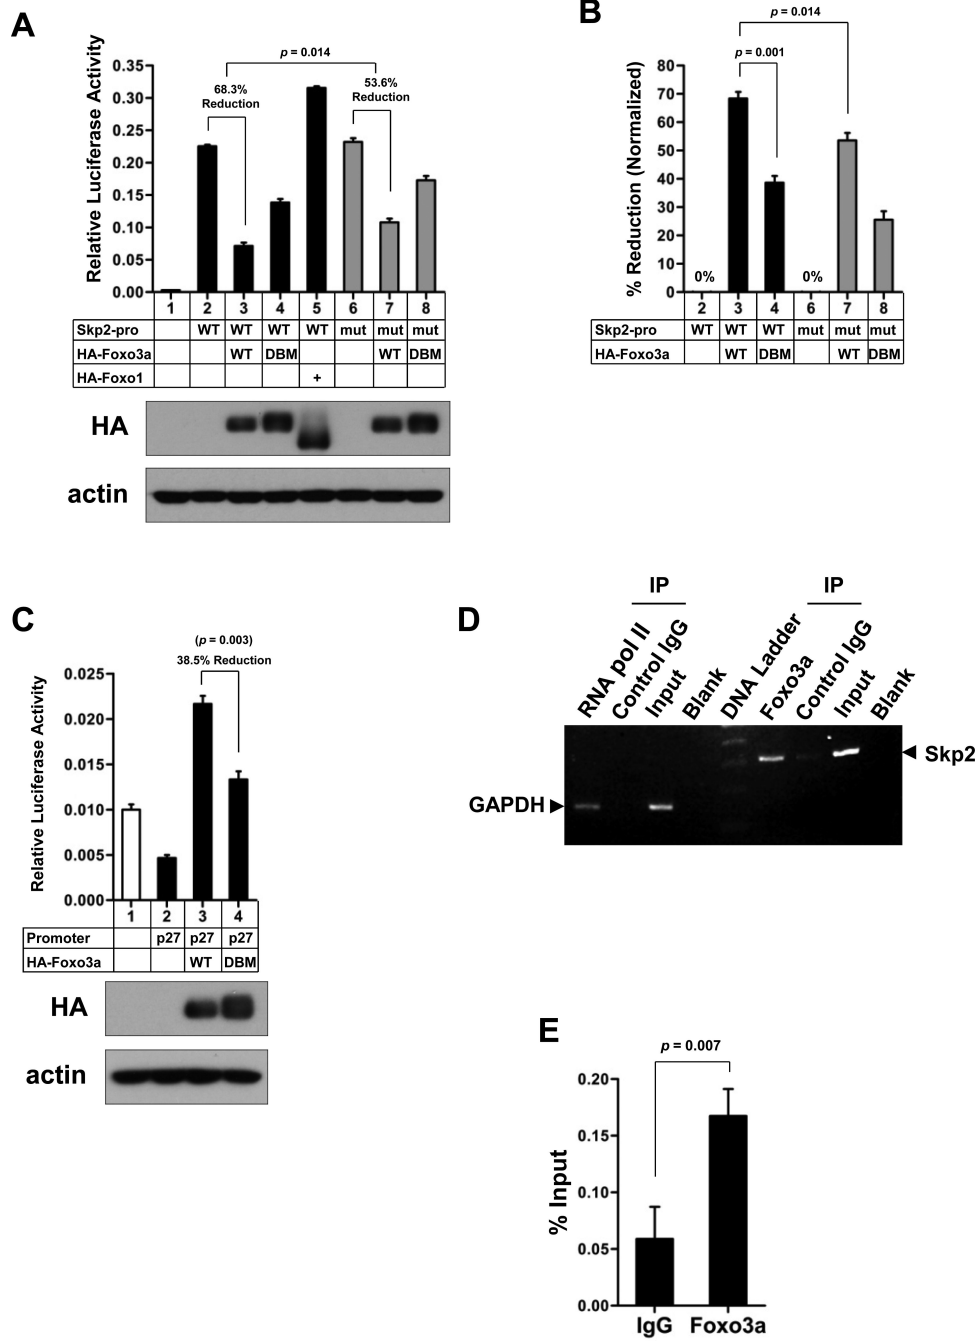 A
Relative Luciferase Activity
p = 0.014
68.3%
Reduction
53.6%
Reduction
0.35
0.30
0.25
0.20
0.15
0.10
0.05
0.00
1 2 3 4 5 6 7 8
Skp2-pro WT WT WT WT mut mut mut
HA-Foxo3a WT DBM WT DBM
HA-Foxo1 +
HA
actin
B
% Reduction (Normalized)
p = 0.014
p = 0.001
80
70
60
50
40
30
20
10
0
0% 0%
2 3 4 6 7 8
Skp2-pro WT WT WT mut mut mut
HA-Foxo3a WT DBM WT DBM
C
Relative Luciferase Activity
(p = 0.003)
38.5% Reduction
0.025
0.020
0.015
0.010
0.005
0.000
1 2 3 4
Promoter p27 p27 p27
HA-Foxo3a WT DBM
HA
actin
D
IP IP
RNA pol II
Control IgG
Input
Blank
DNA Ladder
Foxo3a
Control IgG
Input
Blank
Skp2
GAPDH
E
% Input
p = 0.007
0.20
0.15
0.10
0.05
0.00
IgG Foxo3a